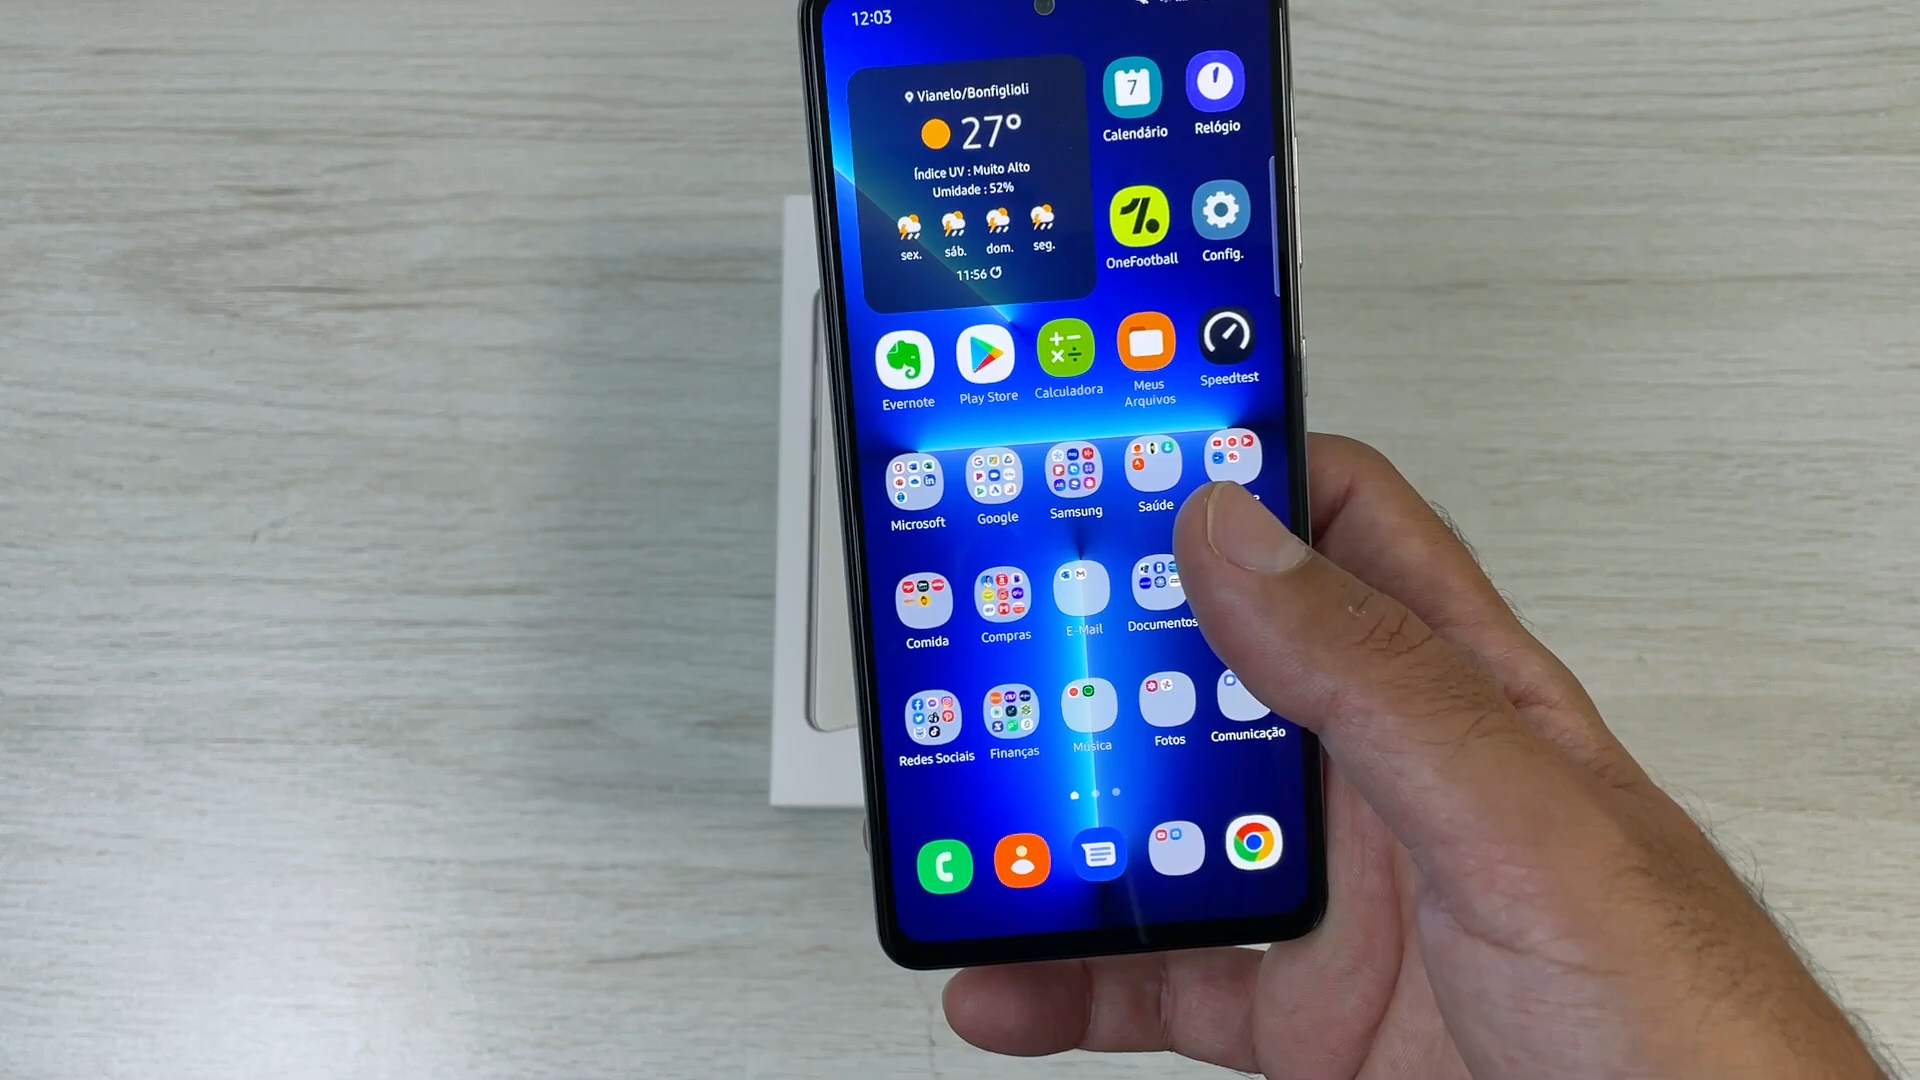 12:03
Vianelo/Bonfiglioli
27°
Índice UV : Muito Alto
Umidade : 52%
sex. sáb. dom. seg.
11:56
7
Calendário Relógio
OneFootball Config.
Evernote Play Store Calculadora Meus Arquivos Speedtest
Microsoft Google Samsung Saúde
Comida Compras E-Mail Documentos
Redes Sociais Finanças Música Fotos Comunicação